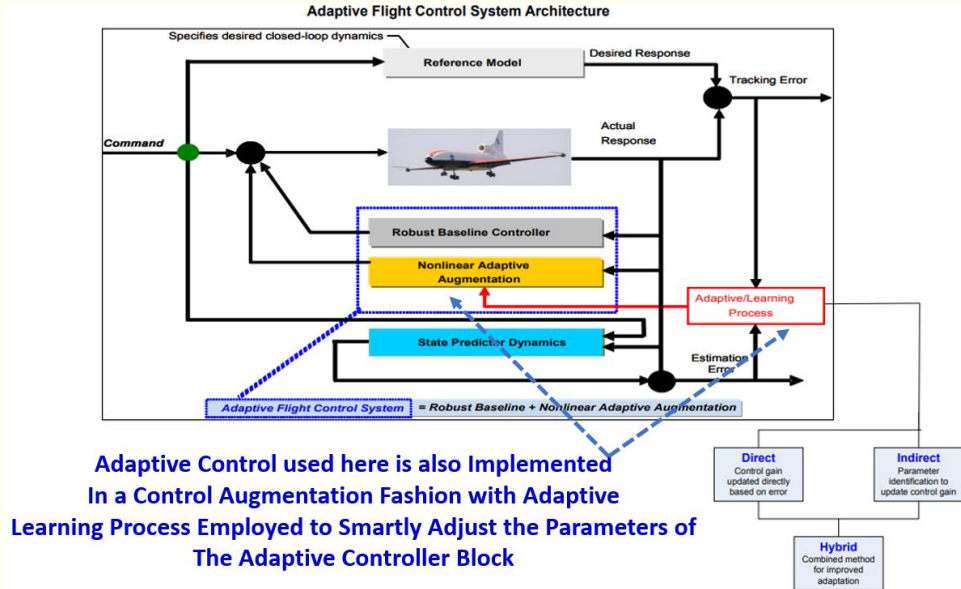 Adaptive Flight Control System Architecture
Specifies desired closed-loop dynamics
Desired Response
Reference Model
Tracking Error
Actual
Response
Command
Robust Baseline Controller
Nonlinear Adaptive
Augmentation
Adaptive/Learning
Process
State Predictor Dynamics
Estimation
Error
Adaptive Flight Control System = Robust Baseline + Nonlinear Adaptive Augmentation
Adaptive Control used here is also Implemented
In a Control Augmentation Fashion with Adaptive
Learning Process Employed to Smartly Adjust the Parameters of
The Adaptive Controller Block
Direct
Control gain
updated directly
based on error
Indirect
Parameter
identification to
update control gain
Hybrid
Combined method
for improved
adaptation